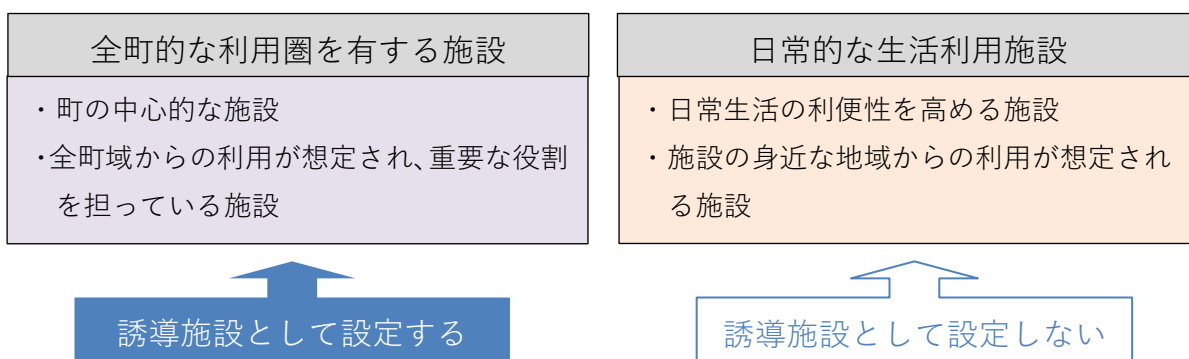 全町的な利用圏を有する施設
・町の中心的な施設
・全町域からの利用が想定され、重要な役割
を担っている施設
誘導施設として設定する
日常的な生活利用施設
・日常生活の利便性を高める施設
・施設の身近な地域からの利用が想定され
る施設
誘導施設として設定しない